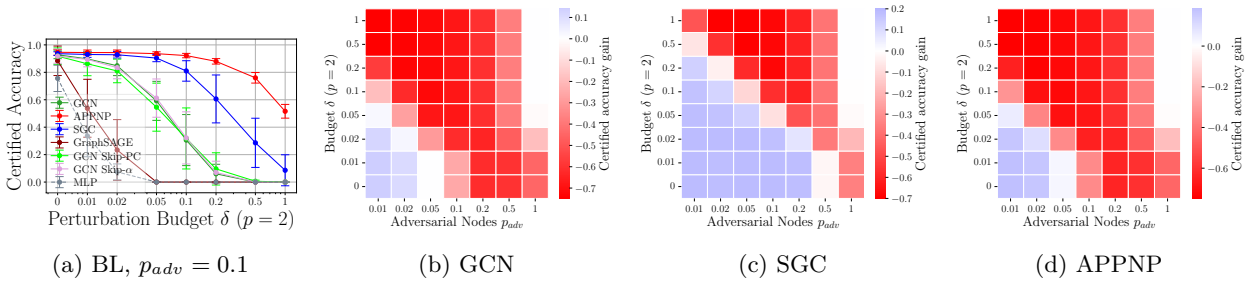 Certified Accuracy
1.0
0.8
0.6
0.4
0.2
0.0
GCN
APPNP
SGC
GraphSAGE
GCN Skip-PC
GCN Skip-α
MLP
0 0.01 0.02 0.05 0.1 0.2 0.5 1
Perturbation Budget δ (p = 2)
(a) BL, p_adv = 0.1
Budget δ (p = 2)
1
0.5
0.2
0.1
0.05
0.02
0.01
0
0.01 0.02 0.05 0.1 0.2 0.5 1
Adversarial Nodes p_adv
0.1
0.0
−0.1
−0.2
−0.3
−0.4
−0.5
−0.6
−0.7
Certified accuracy gain
(b) GCN
Budget δ (p = 2)
1
0.5
0.2
0.1
0.05
0.02
0.01
0
0.01 0.02 0.05 0.1 0.2 0.5 1
Adversarial Nodes p_adv
0.2
0.1
0.0
−0.1
−0.2
−0.3
−0.4
−0.5
−0.6
−0.7
Certified accuracy gain
(c) SGC
Budget δ (p = 2)
1
0.5
0.2
0.1
0.05
0.02
0.01
0
0.01 0.02 0.05 0.1 0.2 0.5 1
Adversarial Nodes p_adv
0.0
−0.2
−0.4
−0.6
Certified accuracy gain
(d) APPNP